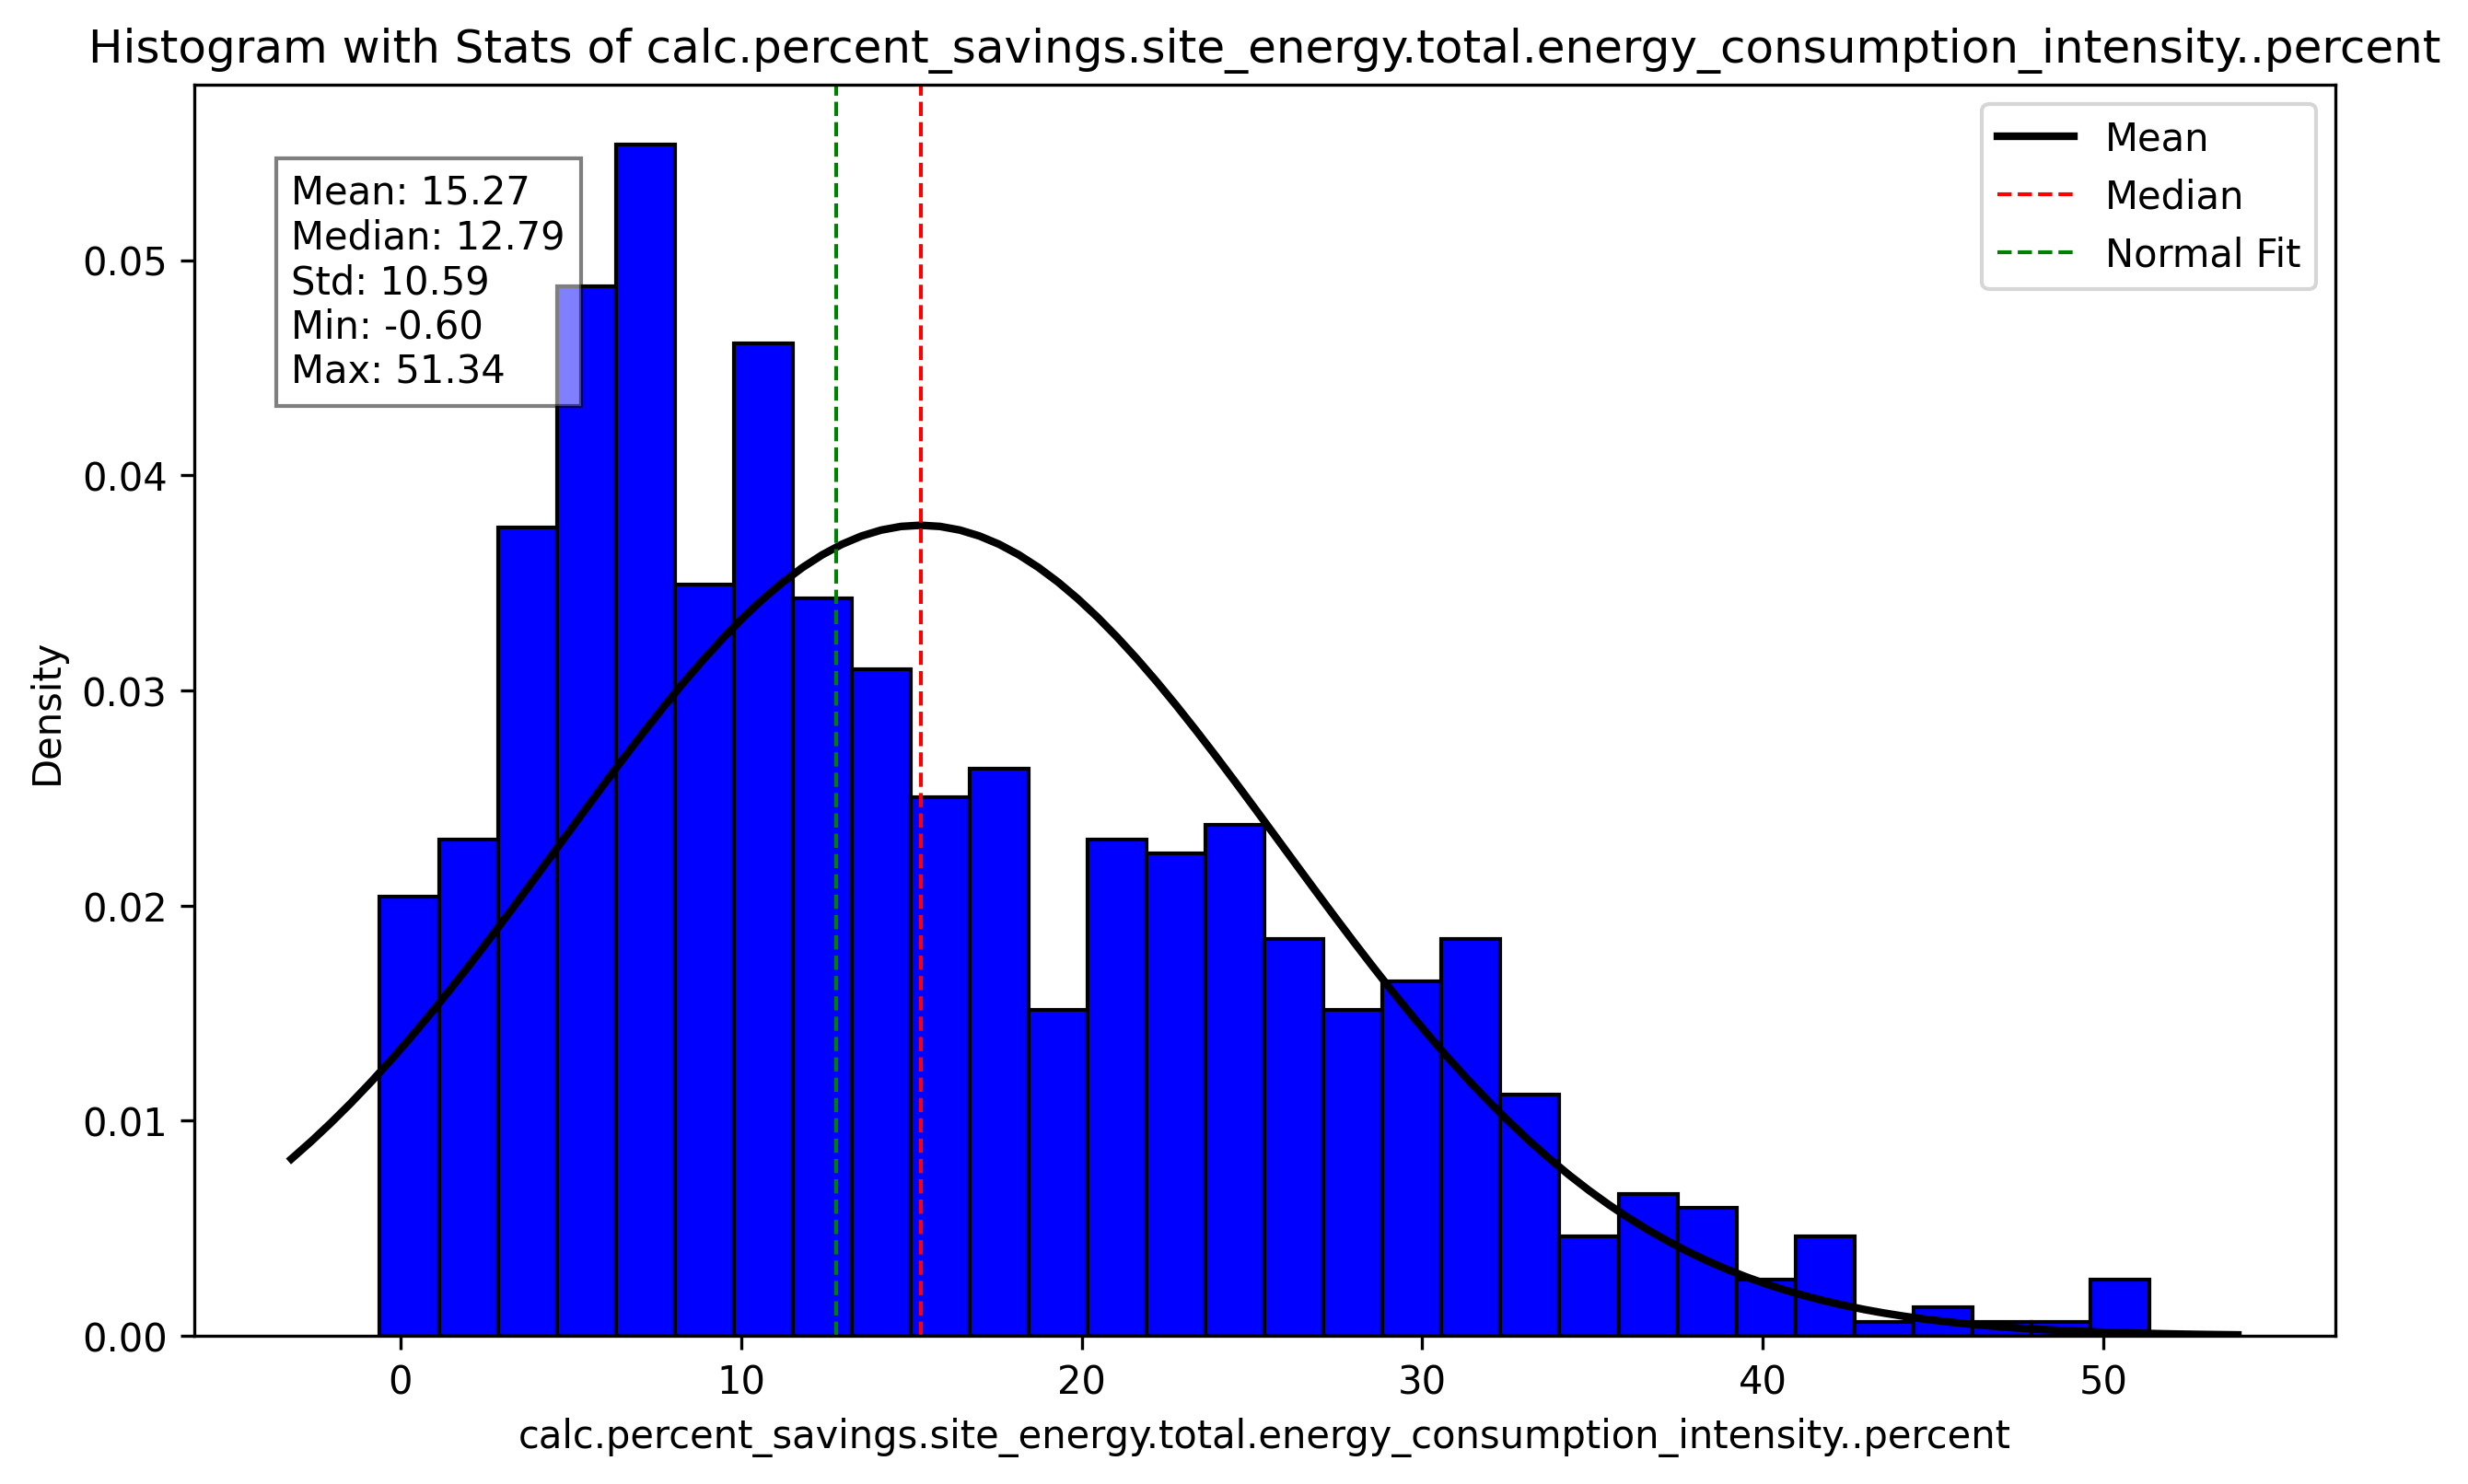 Histogram with Stats of calc.percent_savings.site_energy.total.energy_consumption_intensity..percent
Mean: 15.27
Median: 12.79
Std: 10.59
Min: -0.60
Max: 51.34
Mean
Median
Normal Fit
Density
0.05
0.04
0.03
0.02
0.01
0.00
0 10 20 30 40 50
calc.percent_savings.site_energy.total.energy_consumption_intensity..percent